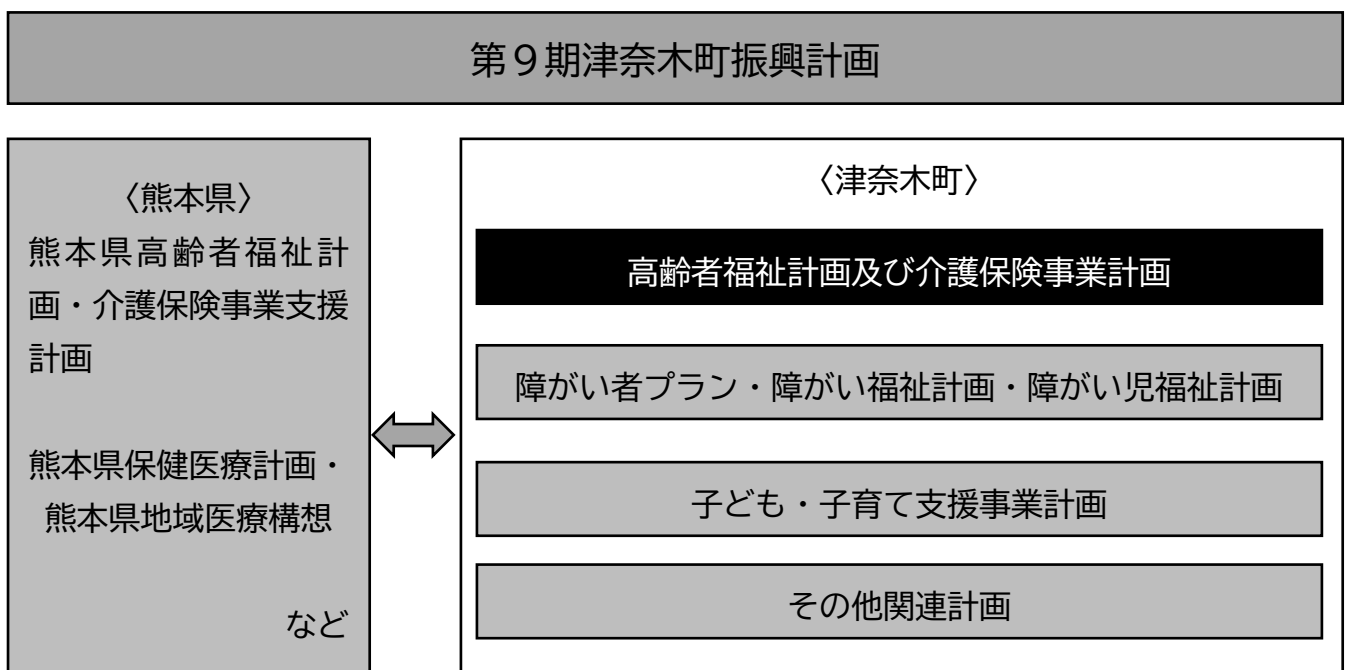 第９期津奈木町振興計画
〈熊本県〉
熊本県高齢者福祉計
画・介護保険事業支援
計画
熊本県保健医療計画・
熊本県地域医療構想
など
〈津奈木町〉
高齢者福祉計画及び介護保険事業計画
障がい者プラン・障がい福祉計画・障がい児福祉計画
子ども・子育て支援事業計画
その他関連計画